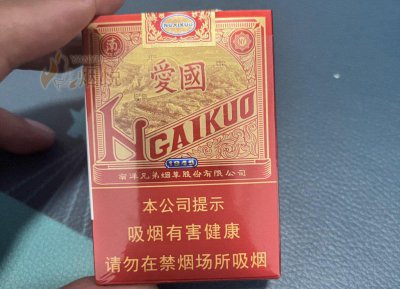 愛國
NGAIKUO
南洋兄弟烟草股份有限公司
本公司提示
吸烟有害健康
请勿在禁烟场所吸烟